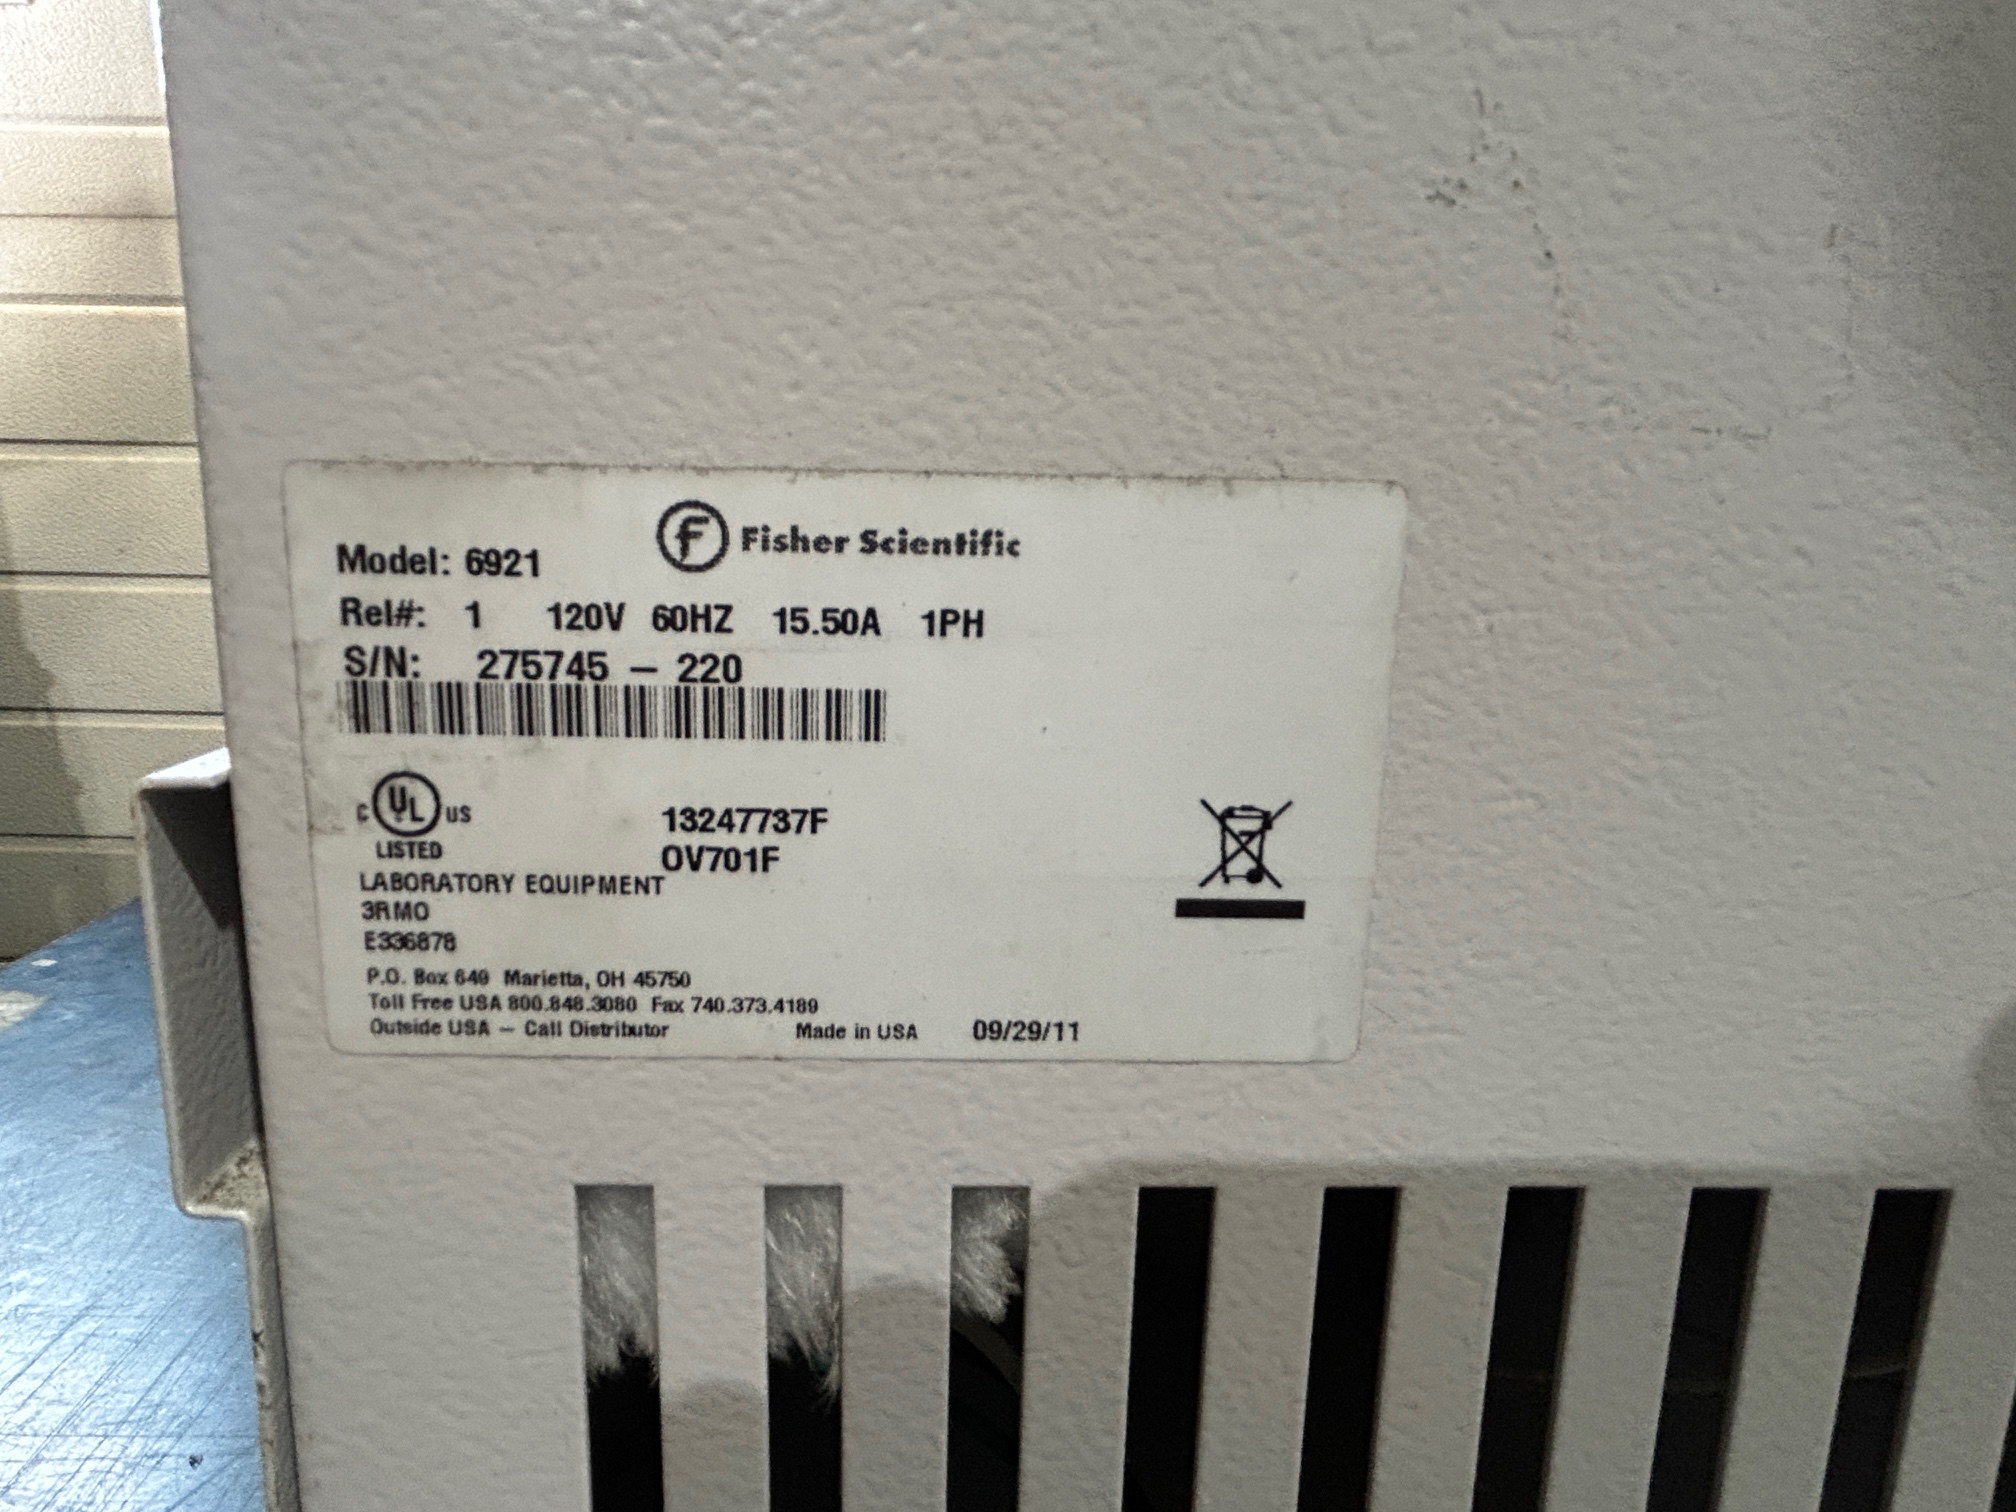 F Fisher Scientific
Model: 6921
Rel#: 1 120V 60HZ 15.50A 1PH
S/N: 275745 – 220
C UL US
LISTED
13247737F
OV701F
LABORATORY EQUIPMENT
3RMO
E336878
P.O. Box 649 Marietta, OH 45750
Toll Free USA 800.848.3080 Fax 740.373.4189
Outside USA – Call Distributor Made in USA 09/29/11